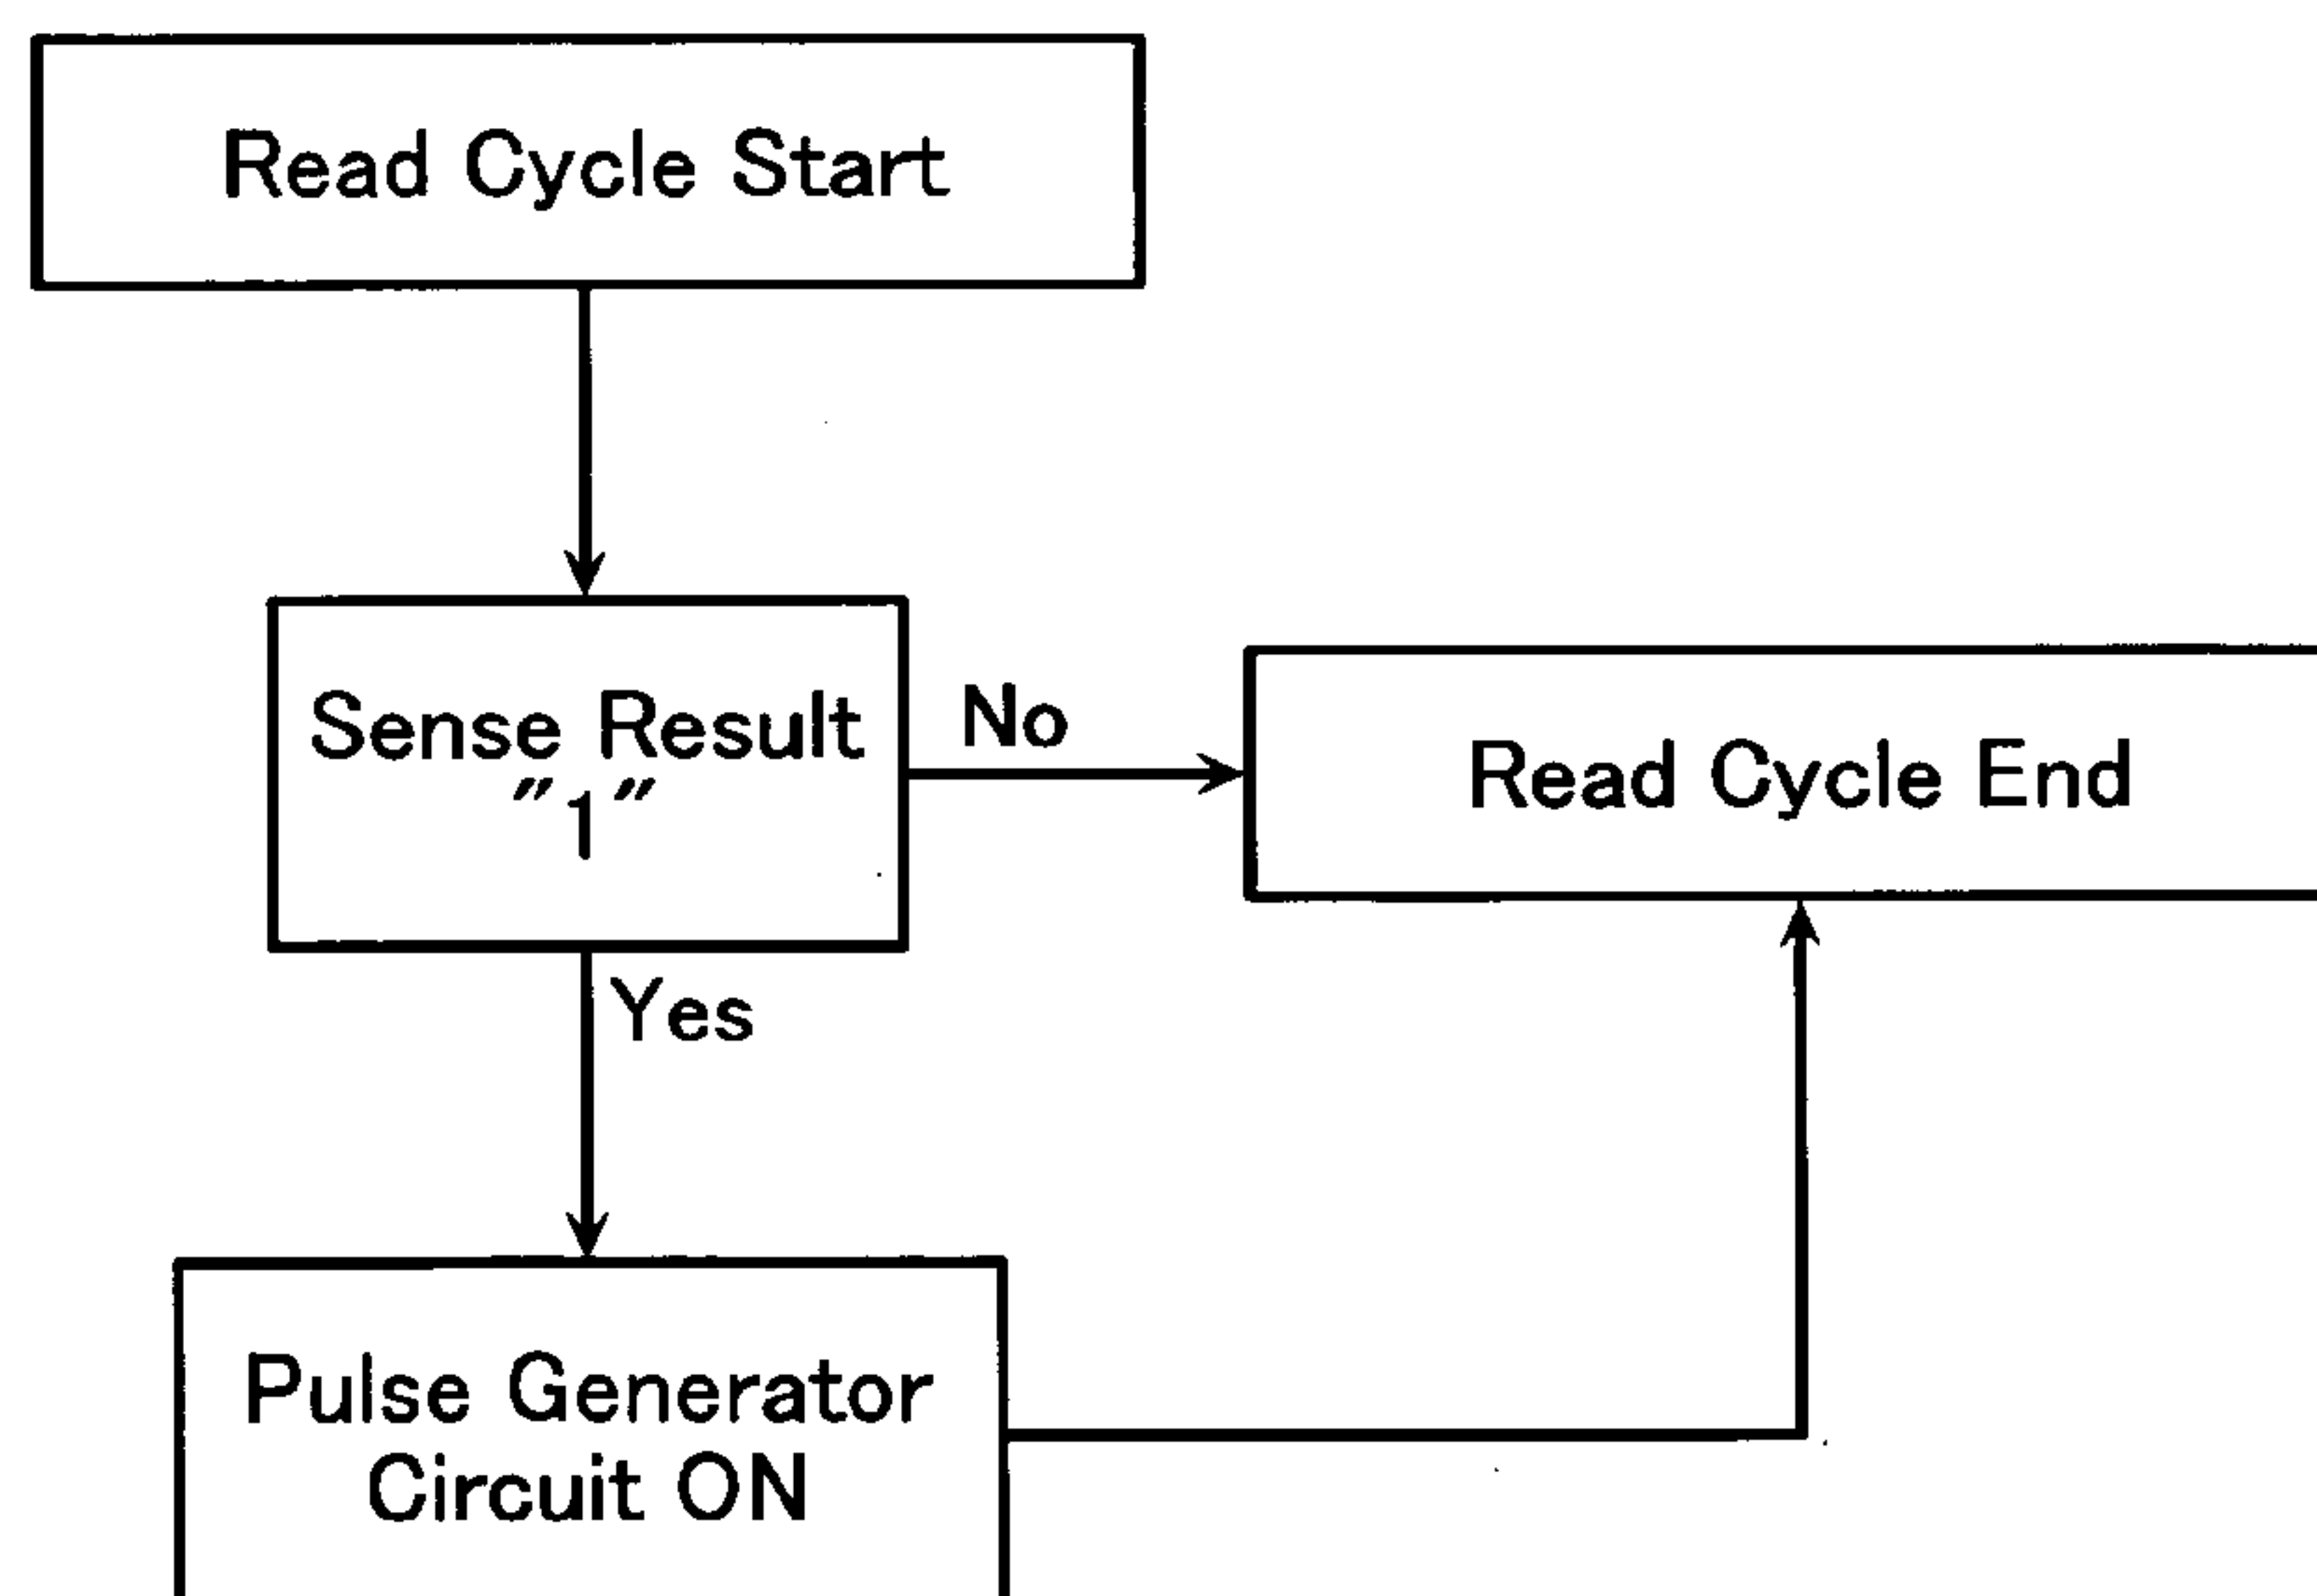 Read Cycle Start
Sense Result
"1"
No
Read Cycle End
Yes
Pulse Generator
Circuit ON